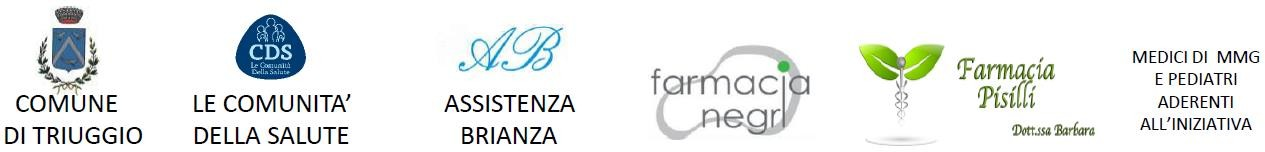 COMUNE
DI TRIUGGIO
CDS
Le Comunità
Della Salute
LE COMUNITA'
DELLA SALUTE
AB
ASSISTENZA
BRIANZA
farmacia
negri
Farmacia
Pisilli
Dott.ssa Barbara
MEDICI DI MMG
E PEDIATRI
ADERENTI
ALL'INIZIATIVA